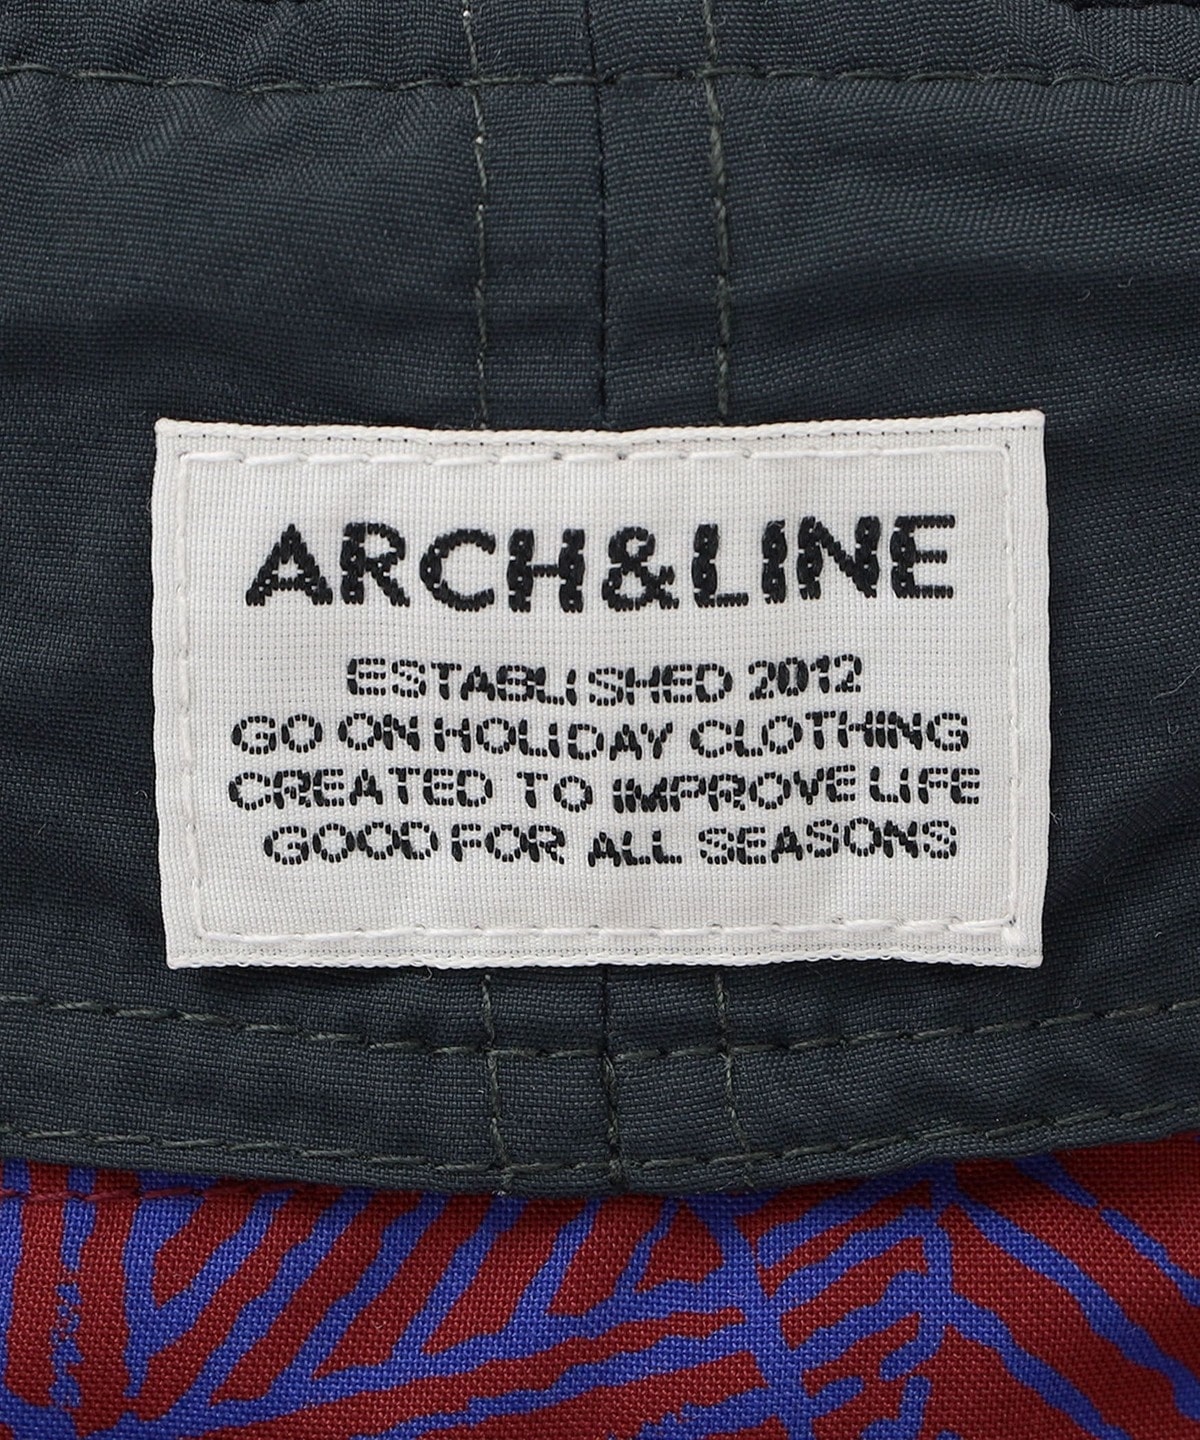 ARCH&LINE
ESTABLISHED 2012
GO ON HOLIDAY CLOTHING
CREATED TO IMPROVE LIFE
GOOD FOR ALL SEASONS